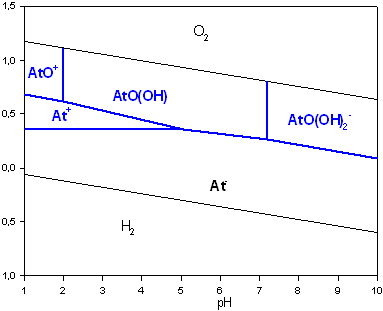 1,5
O₂
1,0
AtO⁺
AtO(OH)
AtO(OH)₂⁻
0,5
At⁺
0,0
At⁻
0,5
H₂
1,0
1 2 3 4 5 6 7 8 9 10
pH